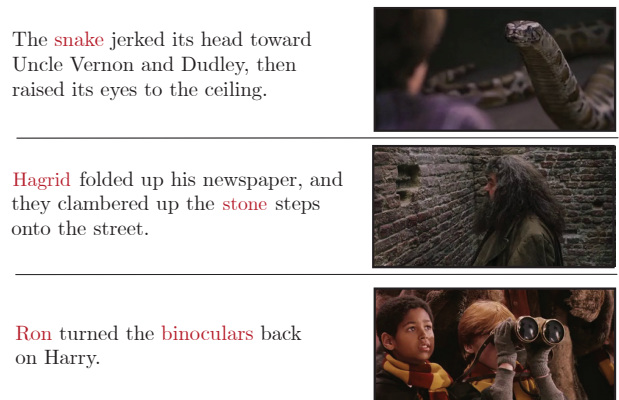 The snake jerked its head toward
Uncle Vernon and Dudley, then
raised its eyes to the ceiling.
Hagrid folded up his newspaper, and
they clambered up the stone steps
onto the street.
Ron turned the binoculars back
on Harry.